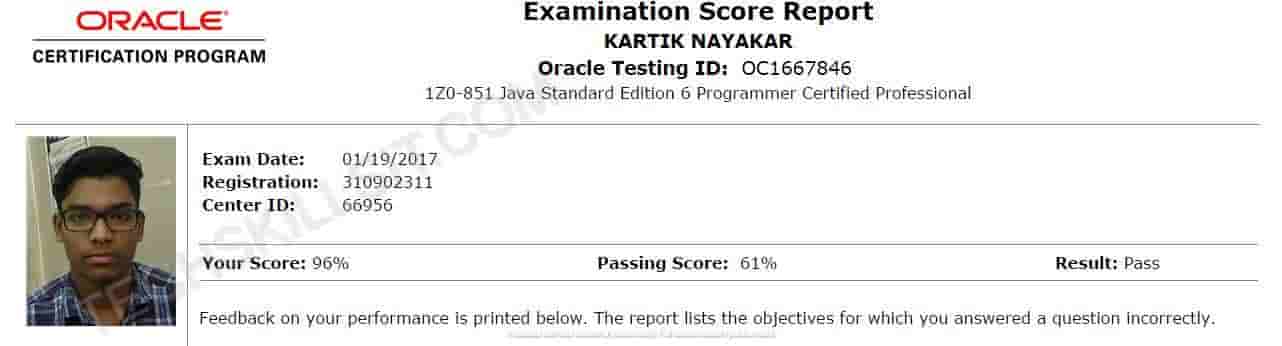 ORACLE®
CERTIFICATION PROGRAM
Examination Score Report
KARTIK NAYAKAR
Oracle Testing ID: OC1667846
1Z0-851 Java Standard Edition 6 Programmer Certified Professional
Exam Date: 01/19/2017
Registration: 310902311
Center ID: 66956
Your Score: 96% Passing Score: 61% Result: Pass
Feedback on your performance is printed below. The report lists the objectives for which you answered a question incorrectly.